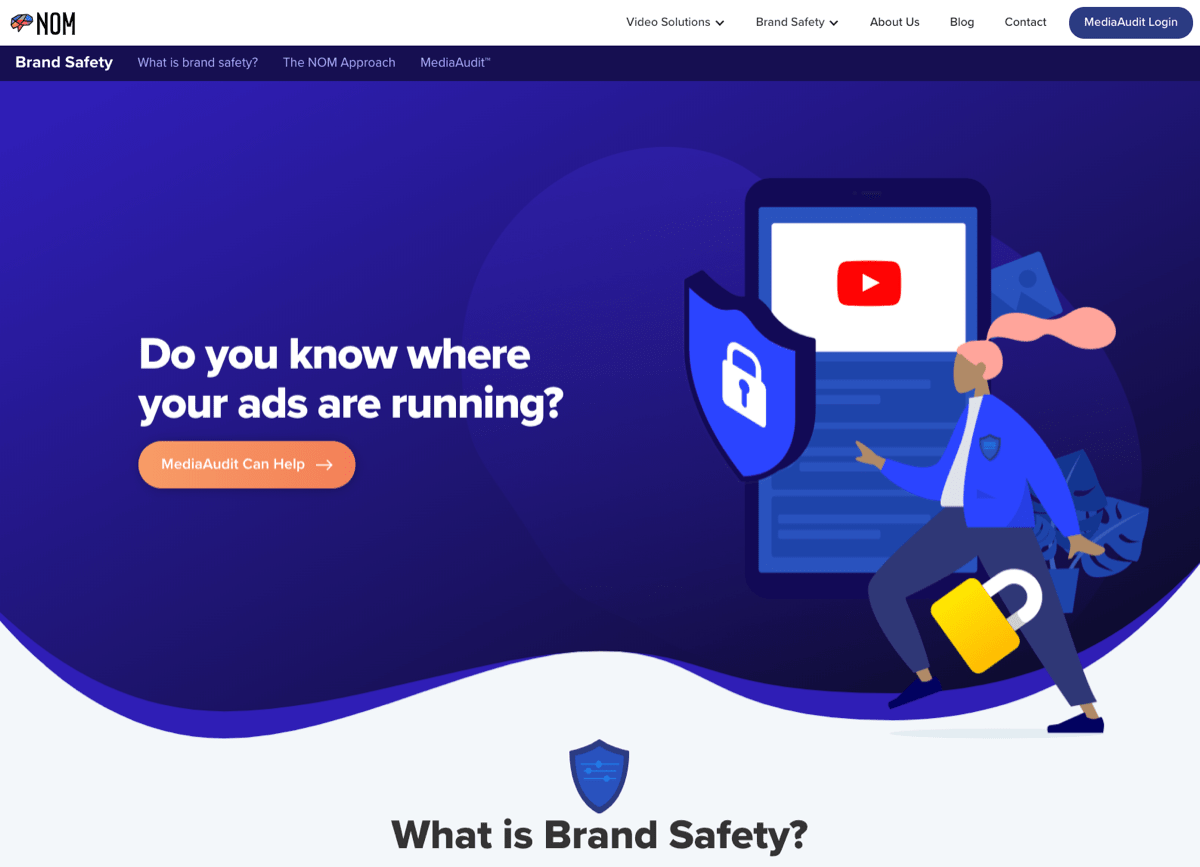 NOM
Video Solutions
Brand Safety
About Us
Blog
Contact
MediaAudit Login
Brand Safety
What is brand safety?
The NOM Approach
MediaAudit™
Do you know where
your ads are running?
MediaAudit Can Help →
What is Brand Safety?